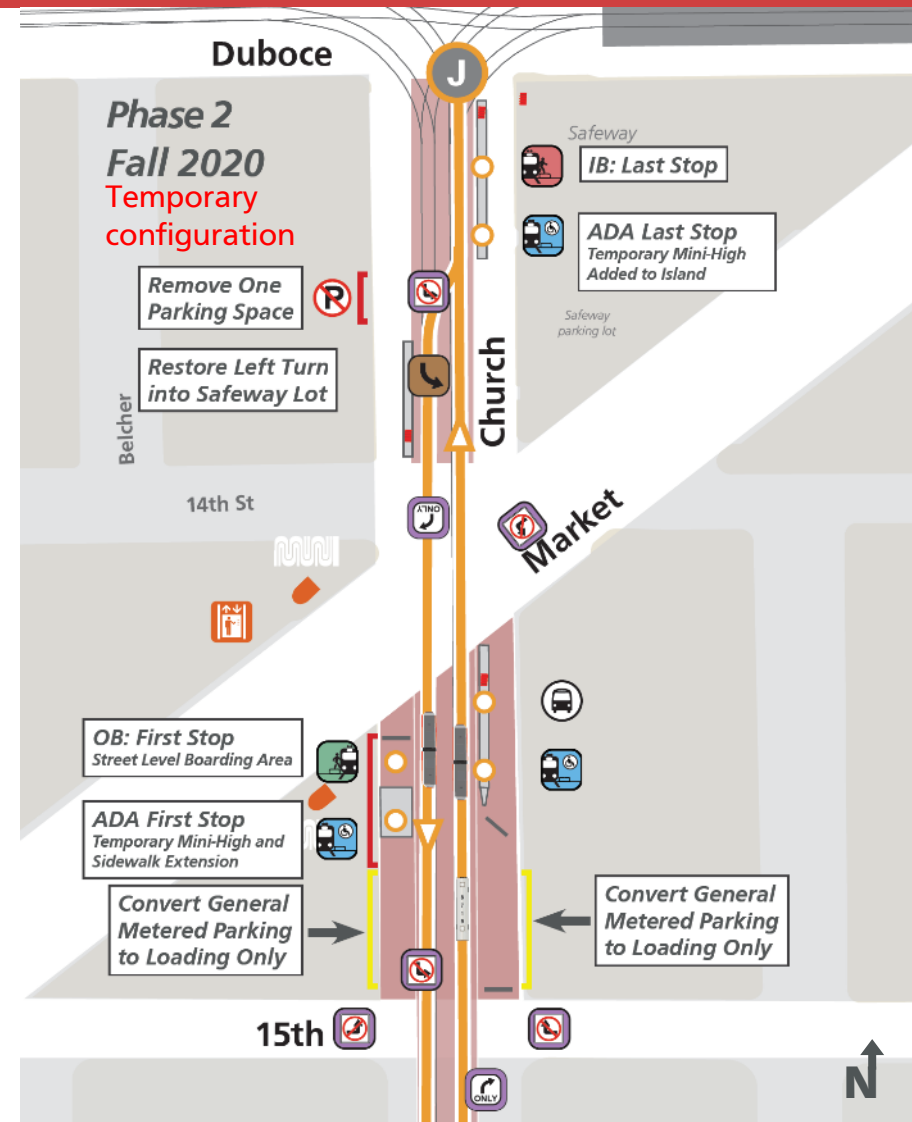 Duboce
J
Phase 2
Fall 2020
Temporary
configuration
Safeway
IB: Last Stop
ADA Last Stop
Temporary Mini-High
Added to Island
Remove One
Parking Space
P
Safeway
parking lot
Restore Left Turn
into Safeway Lot
Church
Belcher
14th St
ONLY
Market
MUNI
OB: First Stop
Street Level Boarding Area
ADA First Stop
Temporary Mini-High and
Sidewalk Extension
Convert General
Metered Parking
to Loading Only
Convert General
Metered Parking
to Loading Only
15th
ONLY
N